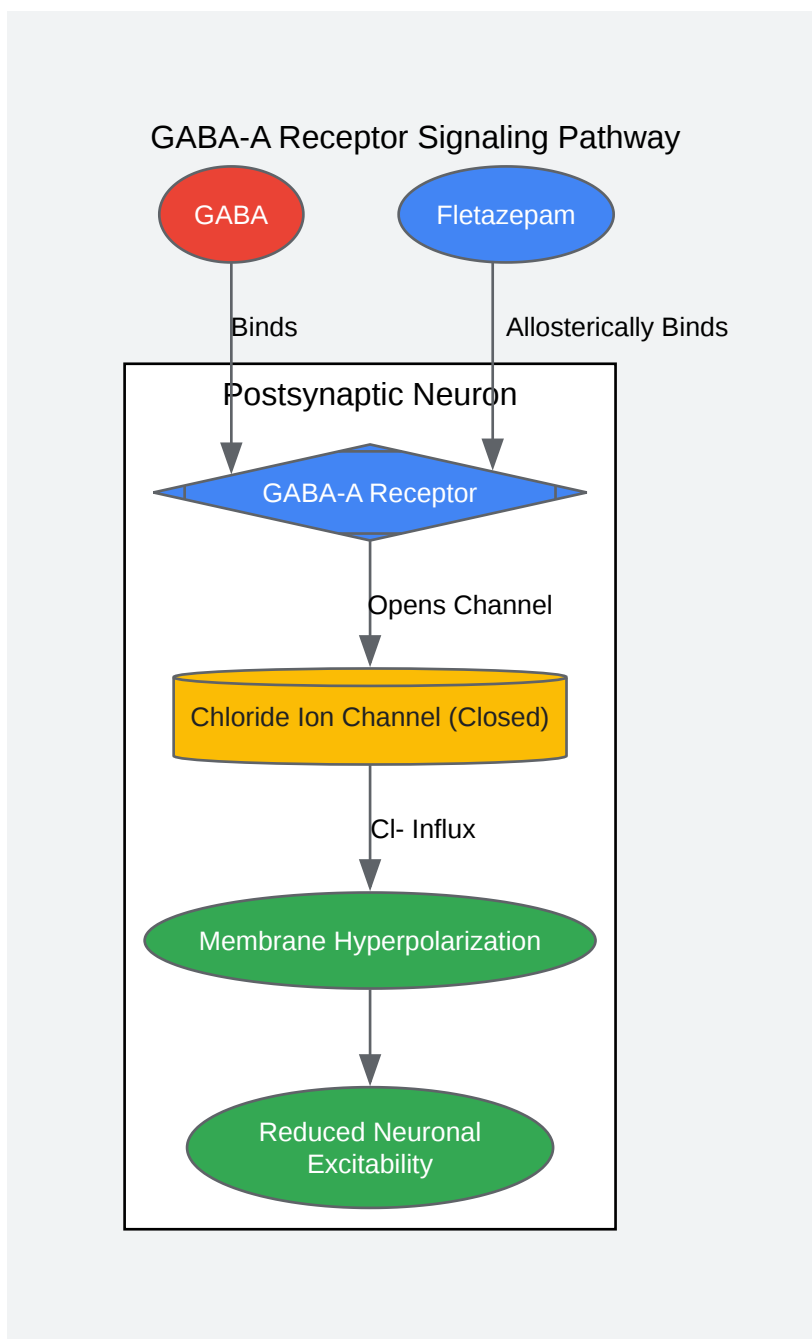 GABA-A Receptor Signaling Pathway
GABA
Fletazepam
Binds
Allosterically Binds
Postsynaptic Neuron
GABA-A Receptor
Opens Channel
Chloride Ion Channel (Closed)
Cl- Influx
Membrane Hyperpolarization
Reduced Neuronal
Excitability